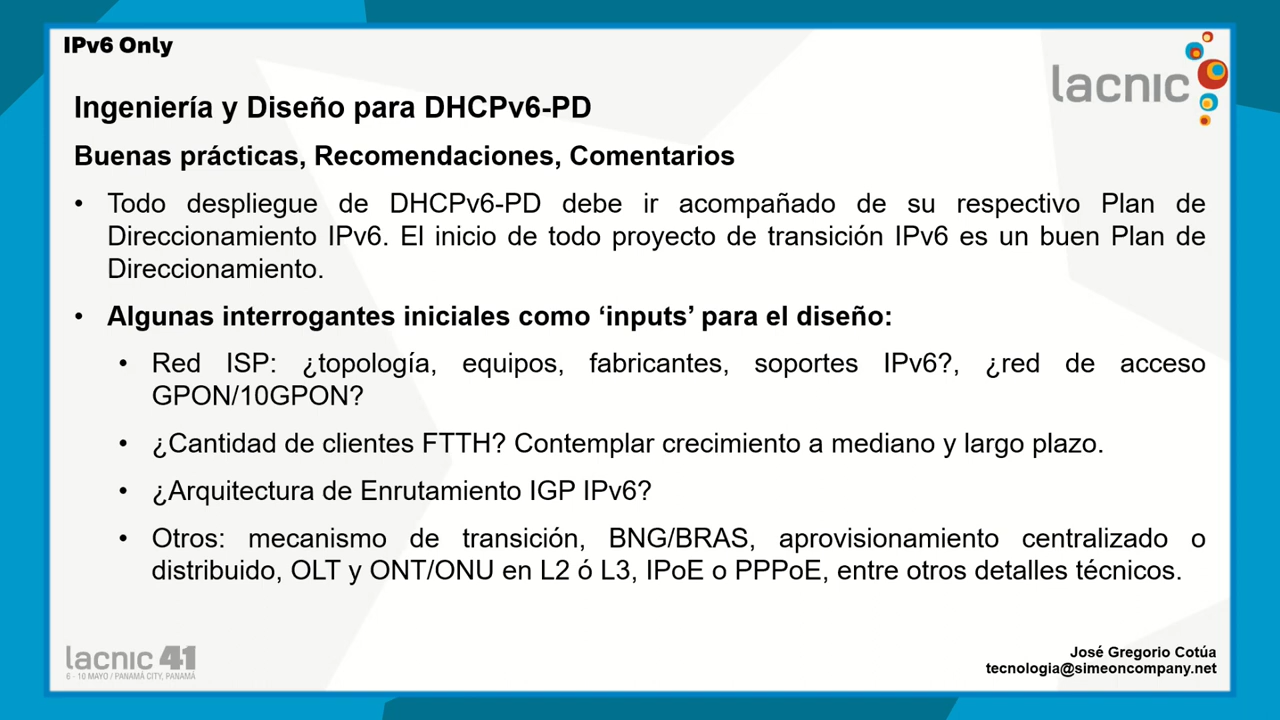 IPv6 Only
lacnic
Ingeniería y Diseño para DHCPv6-PD
Buenas prácticas, Recomendaciones, Comentarios
• Todo despliegue de DHCPv6-PD debe ir acompañado de su respectivo Plan de
Direccionamiento IPv6. El inicio de todo proyecto de transición IPv6 es un buen Plan de
Direccionamiento.
• Algunas interrogantes iniciales como ‘inputs’ para el diseño:
• Red ISP: ¿topología, equipos, fabricantes, soportes IPv6?, ¿red de acceso
GPON/10GPON?
• ¿Cantidad de clientes FTTH? Contemplar crecimiento a mediano y largo plazo.
• ¿Arquitectura de Enrutamiento IGP IPv6?
• Otros: mecanismo de transición, BNG/BRAS, aprovisionamiento centralizado o
distribuido, OLT y ONT/ONU en L2 ó L3, IPoE o PPPoE, entre otros detalles técnicos.
lacnic 41
6 - 10 MAYO / PANAMÁ CITY, PANAMÁ
José Gregorio Cotúa
tecnologia@simeoncompany.net